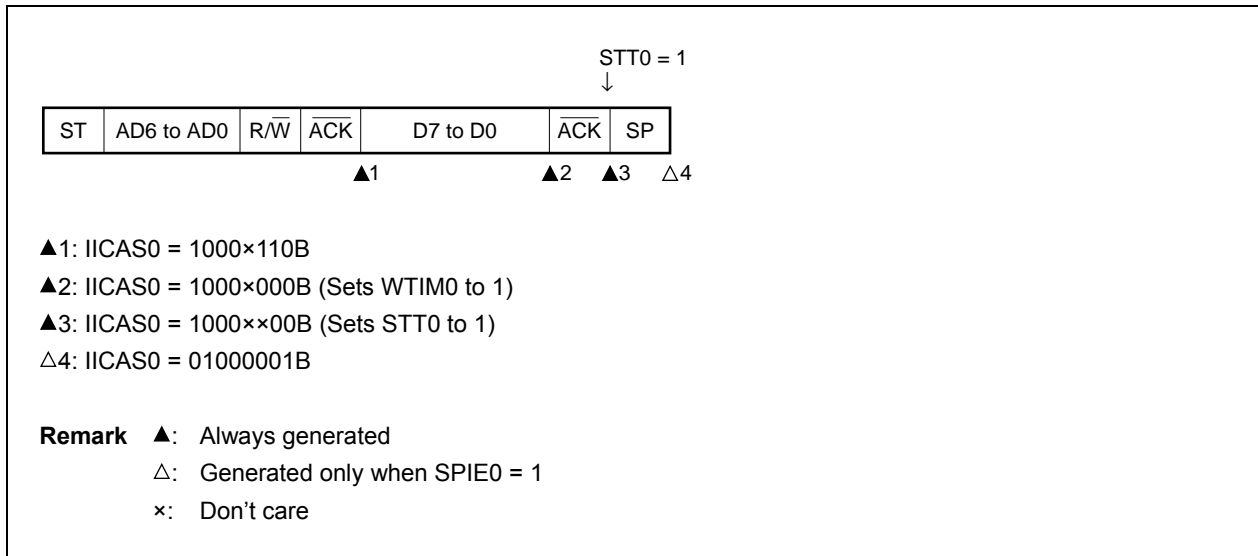 STT0 = 1
↓
ST AD6 to AD0 R/W̅ A̅C̅K̅ D7 to D0 A̅C̅K̅ SP
▲1 ▲2 ▲3 △4
▲1: IICAS0 = 1000×110B
▲2: IICAS0 = 1000×000B (Sets WTIM0 to 1)
▲3: IICAS0 = 1000××00B (Sets STT0 to 1)
△4: IICAS0 = 01000001B
Remark ▲: Always generated
△: Generated only when SPIE0 = 1
×: Don’t care